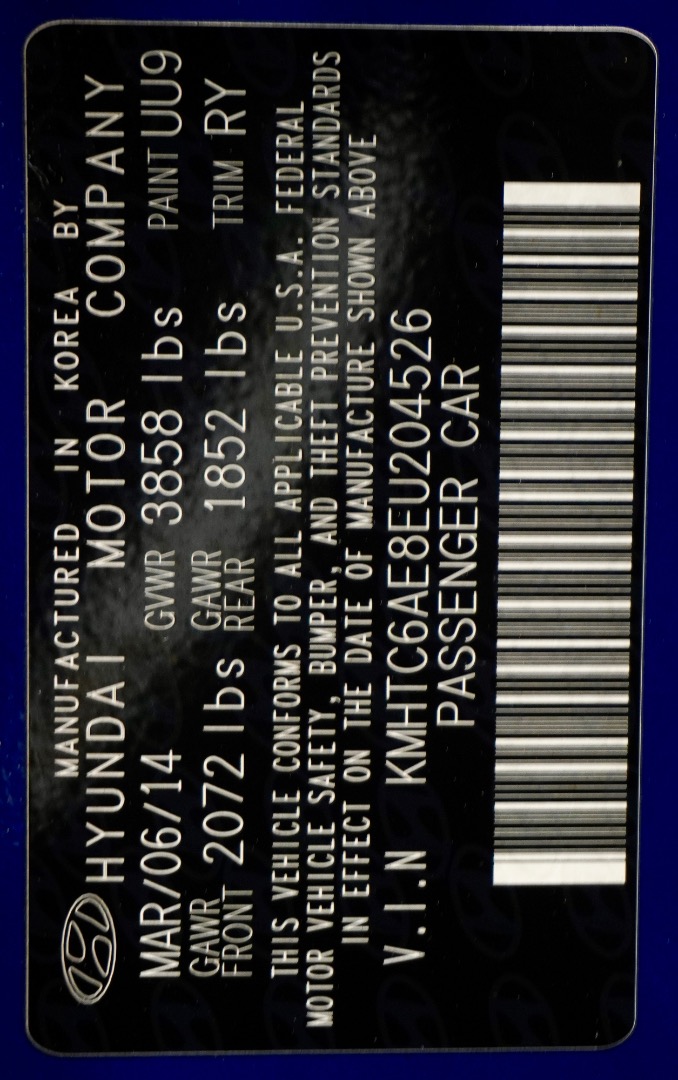 MANUFACTURED IN KOREA BY
HYUNDAI MOTOR COMPANY
MAR/06/14 GVWR 3858 lbs PAINT UU9
GAWR FRONT 2072 lbs GAWR REAR 1852 lbs TRIM RY
THIS VEHICLE CONFORMS TO ALL APPLICABLE U.S.A. FEDERAL
MOTOR VEHICLE SAFETY, BUMPER, AND THEFT PREVENTION STANDARDS
IN EFFECT ON THE DATE OF MANUFACTURE SHOWN ABOVE
V.I.N KMHTC6AE8EU204526
PASSENGER CAR